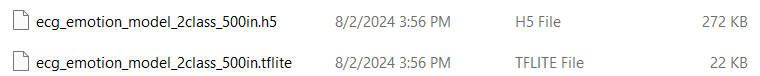 ecg_emotion_model_2class_500in.h5 8/2/2024 3:56 PM H5 File 272 KB
ecg_emotion_model_2class_500in.tflite 8/2/2024 3:56 PM TFLITE File 22 KB